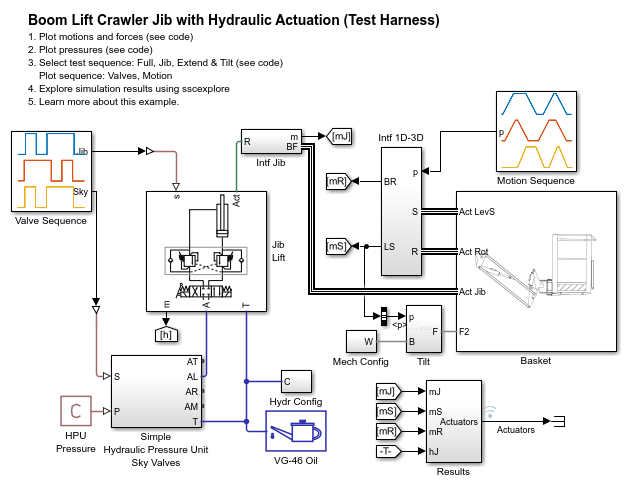 Boom Lift Crawler Jib with Hydraulic Actuation (Test Harness)
1. Plot motions and forces (see code)
2. Plot pressures (see code)
3. Select test sequence: Full, Jib, Extend & Tilt (see code)
Plot sequence: Valves, Motion
4. Explore simulation results using sscexplore
5. Learn more about this example.
Jib
Sky
Valve Sequence
R
m
BF
Intf Jib
[mJ]
Intf 1D-3D
p
BR
S
LS
R
[mR]
[mS]
p
Motion Sequence
s
Act
m
A
T
Jib
Lift
[h]
Act LevS
Act Rot
Act Jib
F2
Basket
<p>
p
F
B
Tilt
W
Mech Config
S
P
AT
AL
AR
AM
T
Simple
Hydraulic Pressure Unit
Sky Valves
C
HPU
Pressure
C
Hydr Config
VG-46 Oil
[mJ]
[mS]
[mR]
-T-
mJ
mS
mR
hJ
Actuators
Actuators
Results